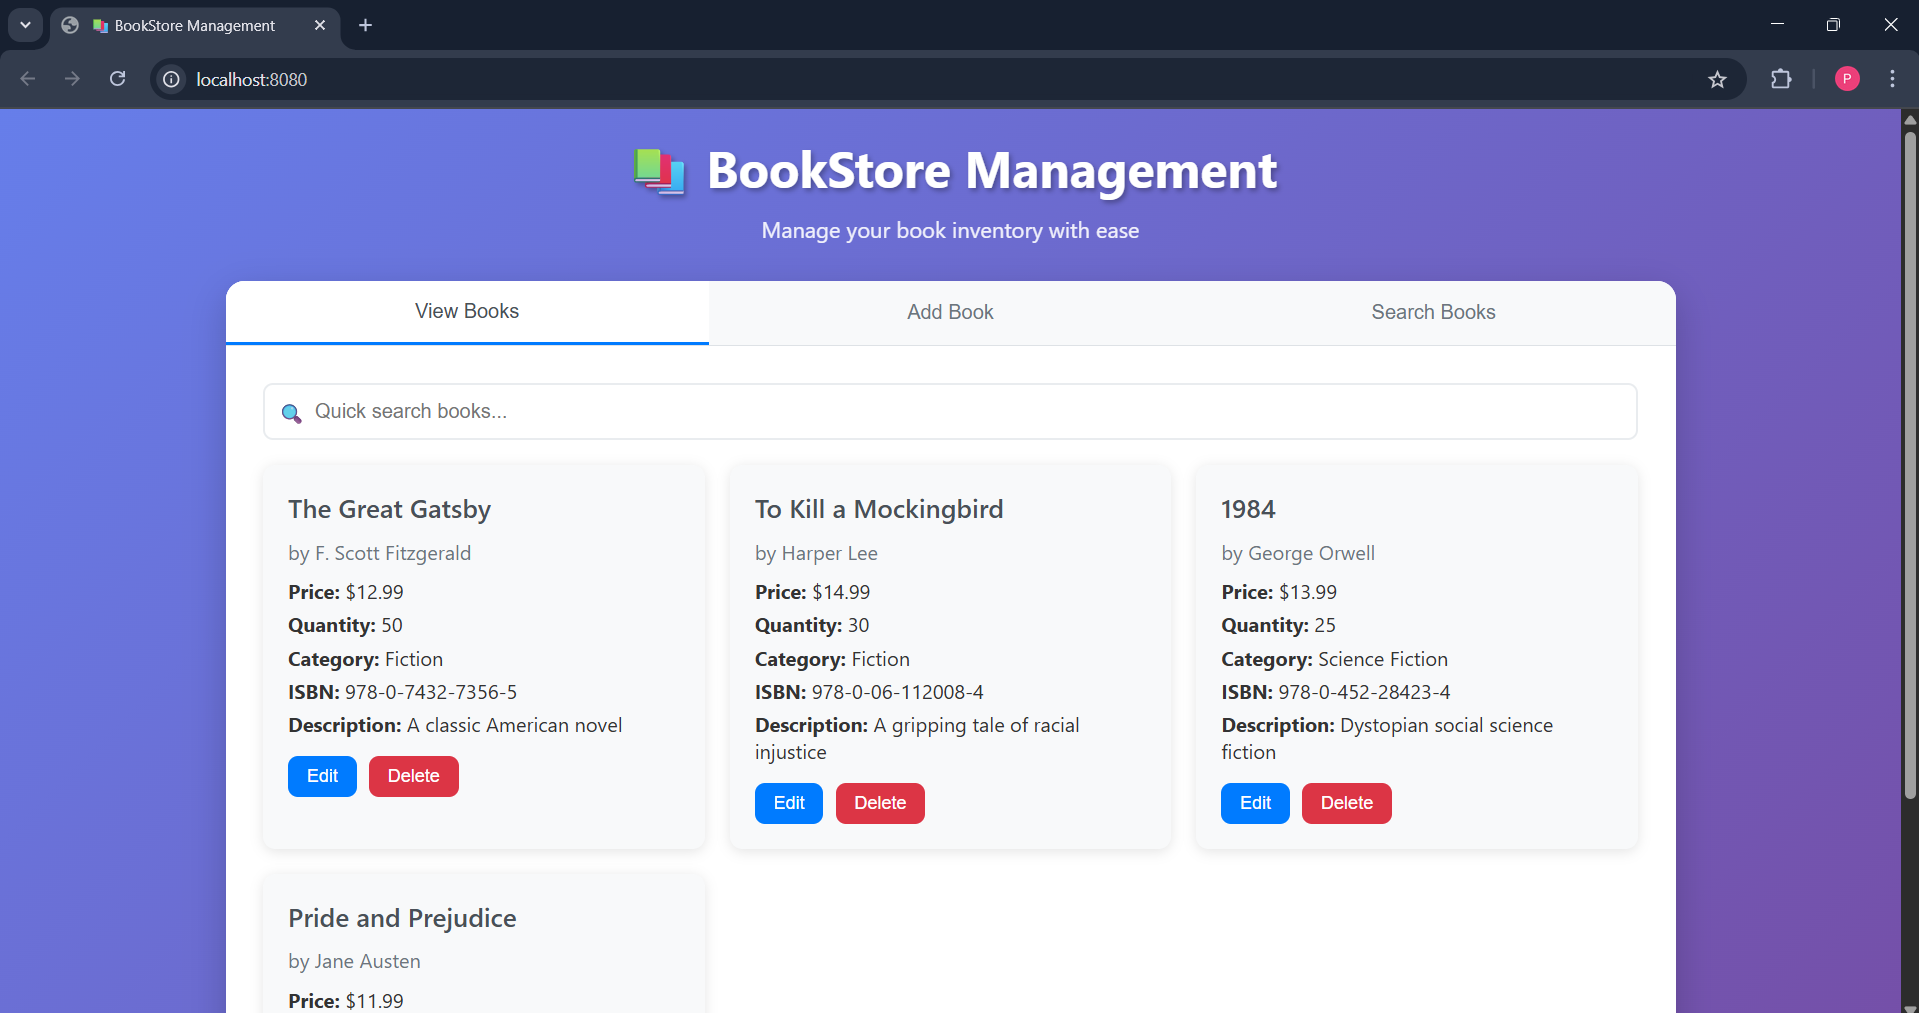 BookStore Management
localhost:8080
P
BookStore Management
Manage your book inventory with ease
View Books
Add Book
Search Books
Quick search books...
The Great Gatsby
by F. Scott Fitzgerald
Price: $12.99
Quantity: 50
Category: Fiction
ISBN: 978-0-7432-7356-5
Description: A classic American novel
Edit Delete
To Kill a Mockingbird
by Harper Lee
Price: $14.99
Quantity: 30
Category: Fiction
ISBN: 978-0-06-112008-4
Description: A gripping tale of racial
injustice
Edit Delete
1984
by George Orwell
Price: $13.99
Quantity: 25
Category: Science Fiction
ISBN: 978-0-452-28423-4
Description: Dystopian social science
fiction
Edit Delete
Pride and Prejudice
by Jane Austen
Price: $11.99